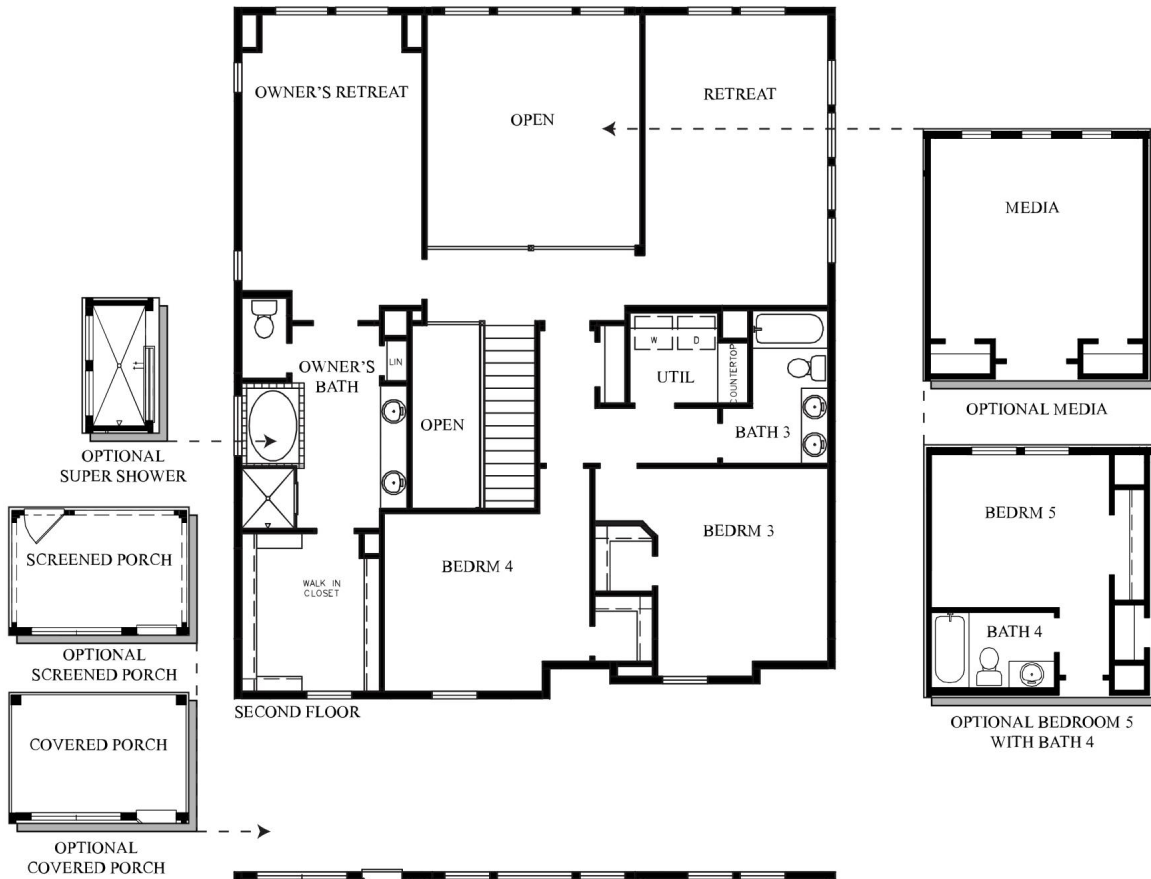 OWNER'S RETREAT
OPEN
RETREAT
MEDIA
OPTIONAL MEDIA
OWNER'S
BATH
LIN
OPEN
W
D
UTIL
COUNTERTOP
BATH 3
OPTIONAL
SUPER SHOWER
BEDRM 5
BATH 4
OPTIONAL BEDROOM 5
WITH BATH 4
SCREENED PORCH
OPTIONAL
SCREENED PORCH
WALK IN
CLOSET
BEDRM 4
BEDRM 3
SECOND FLOOR
COVERED PORCH
OPTIONAL
COVERED PORCH